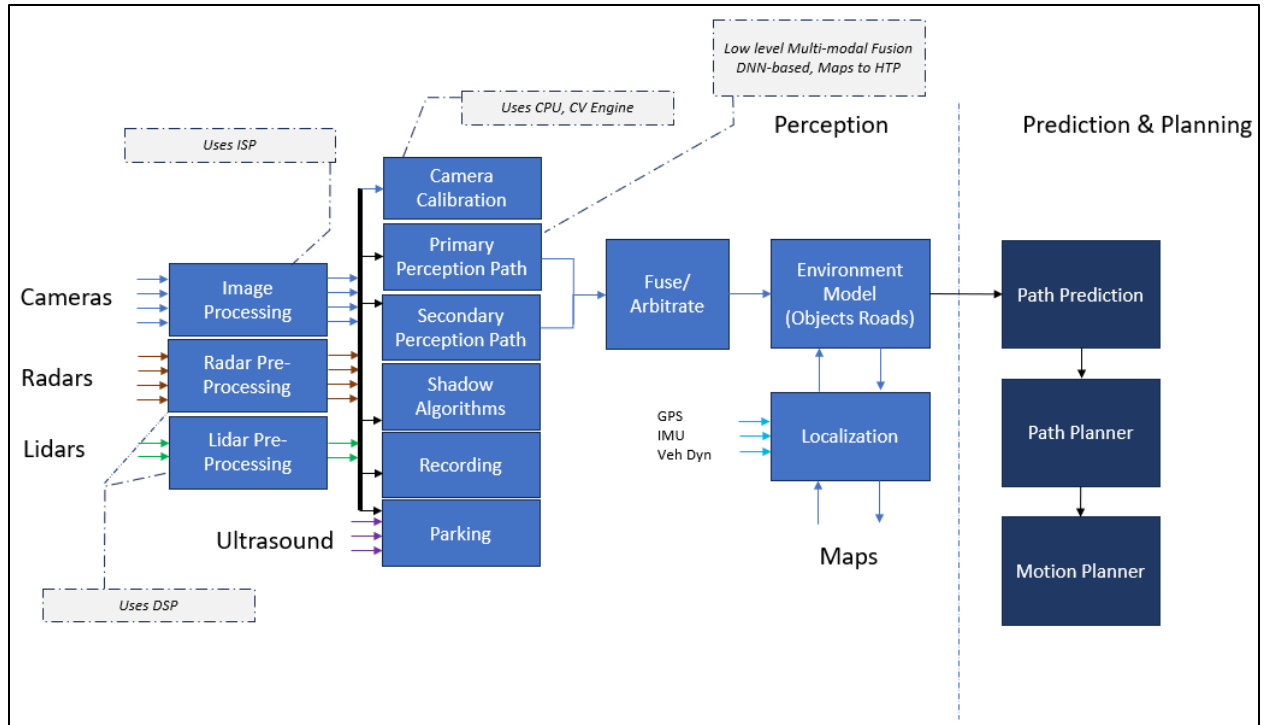 Low level Multi-modal Fusion
DNN-based, Maps to HTP
Uses CPU, CV Engine
Perception
Prediction & Planning
Uses ISP
Camera
Calibration
Primary
Perception Path
Secondary
Perception Path
Shadow
Algorithms
Recording
Parking
Cameras
Image
Processing
Radars
Radar Pre-
Processing
Lidars
Lidar Pre-
Processing
Ultrasound
Uses DSP
Fuse/
Arbitrate
Environment
Model
(Objects Roads)
GPS
IMU
Veh Dyn
Localization
Maps
Path Prediction
Path Planner
Motion Planner